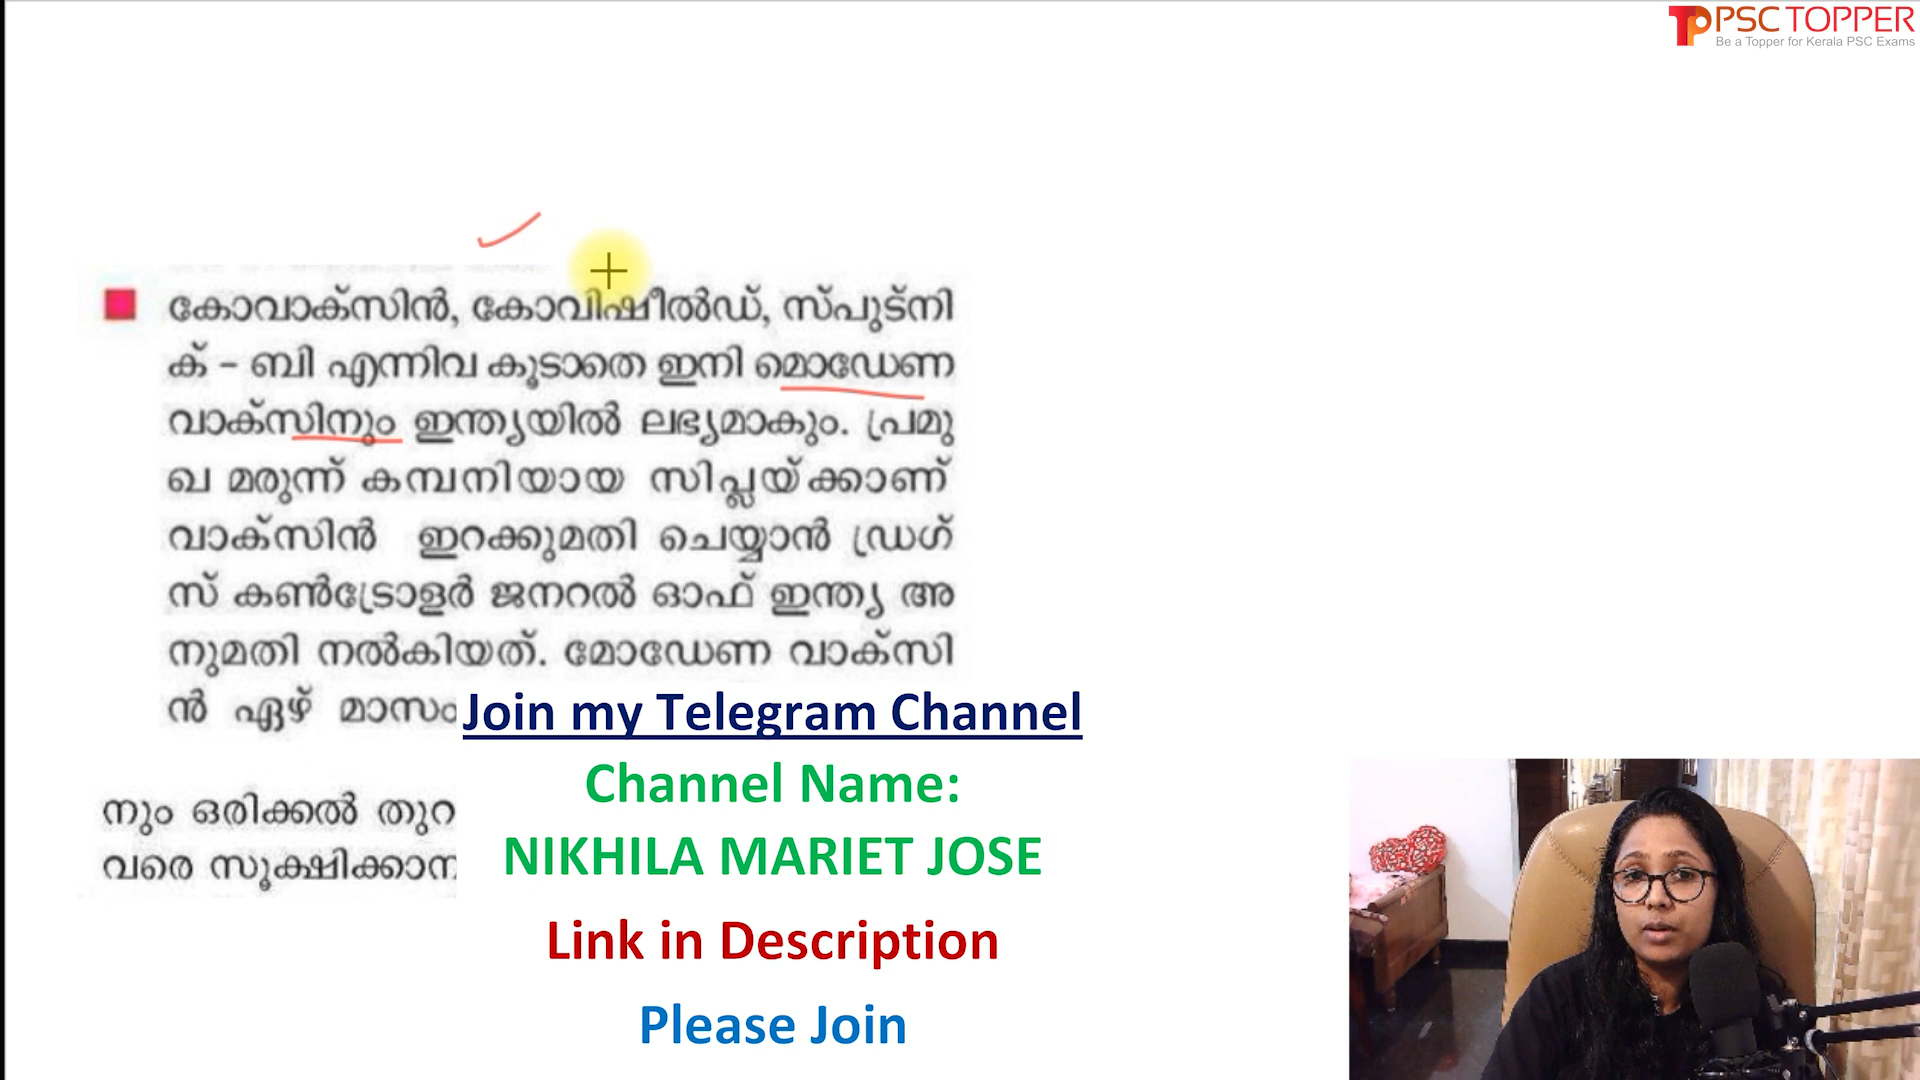 PSC TOPPER
Be a Topper for Kerala PSC Exams
കോവാക്സിൻ, കോവിഷീൽഡ്, സ്പുട്നി
ക് – ബി എന്നിവ കൂടാതെ ഇനി മൊഡേണ
വാക്സിനും ഇന്ത്യയിൽ ലഭ്യമാകും. പ്രമു
ഖ മരുന്ന് കമ്പനിയായ സിപ്ലയ്ക്കാണ്
വാക്സിൻ ഇറക്കുമതി ചെയ്യാൻ ഡ്രഗ്
സ് കൺട്രോളർ ജനറൽ ഓഫ് ഇന്ത്യ അ
നുമതി നൽകിയത്. മോഡേണ വാക്സി
ൻ ഏഴ് മാസം
നും ഒരിക്കൽ തുറ
വരെ സൂക്ഷിക്കാന
Join my Telegram Channel
Channel Name:
NIKHILA MARIET JOSE
Link in Description
Please Join